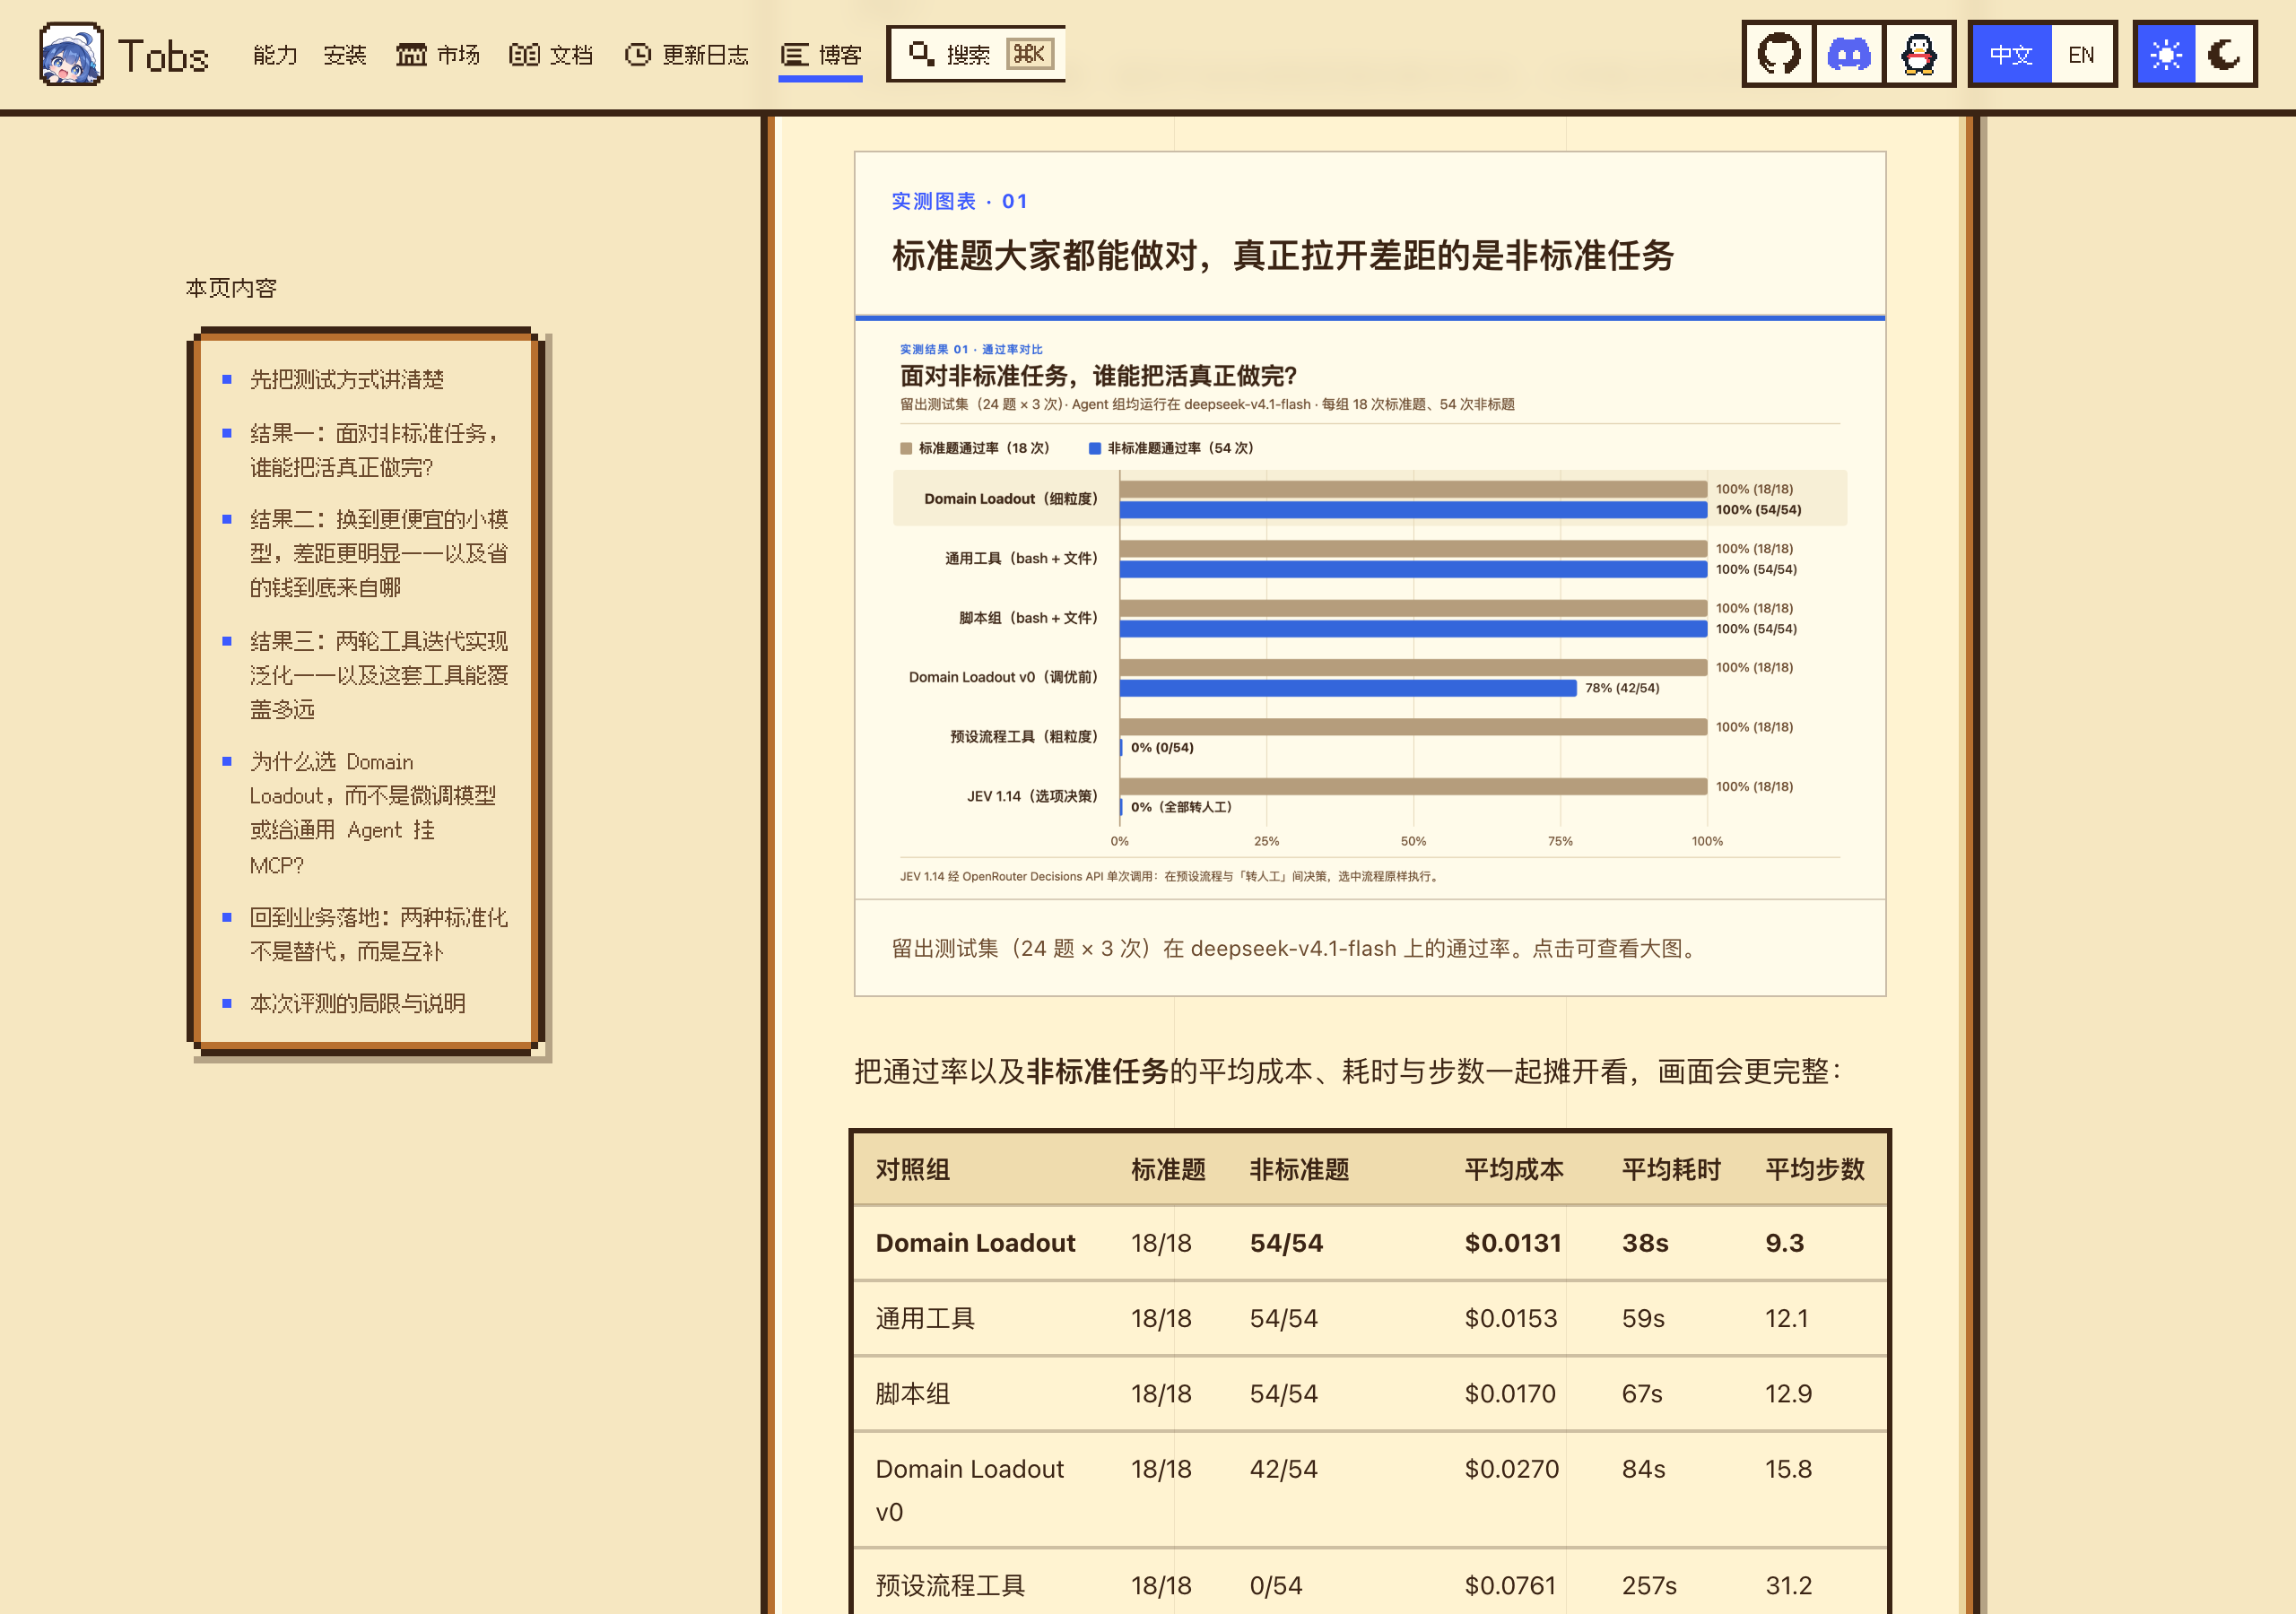 Tobs 能力 安装 市场 文档 更新日志 博客 搜索 ⌘K 中文 EN
本页内容
先把测试方式讲清楚
结果一：面对非标准任务，
谁能把活真正做完？
结果二：换到更便宜的小模
型，差距更明显——以及省
的钱到底来自哪
结果三：两轮工具迭代实现
泛化——以及这套工具能覆
盖多远
为什么选 Domain
Loadout，而不是微调模型
或给通用 Agent 挂
MCP？
回到业务落地：两种标准化
不是替代，而是互补
本次评测的局限与说明
实测图表 · 01
标准题大家都能做对，真正拉开差距的是非标准任务
实测结果 01 · 通过率对比
面对非标准任务，谁能把活真正做完？
留出测试集（24 题 × 3 次）· Agent 组均运行在 deepseek-v4.1-flash · 每组 18 次标准题、54 次非标题
标准题通过率（18 次） 非标准题通过率（54 次）
Domain Loadout（细粒度） 100% (18/18)
100% (54/54)
通用工具（bash + 文件） 100% (18/18)
100% (54/54)
脚本组（bash + 文件） 100% (18/18)
100% (54/54)
Domain Loadout v0（调优前） 100% (18/18)
78% (42/54)
预设流程工具（粗粒度） 100% (18/18)
0% (0/54)
JEV 1.14（选项决策） 100% (18/18)
0%（全部转人工）
0% 25% 50% 75% 100%
JEV 1.14 经 OpenRouter Decisions API 单次调用：在预设流程与「转人工」间决策，选中流程原样执行。
留出测试集（24 题 × 3 次）在 deepseek-v4.1-flash 上的通过率。点击可查看大图。
把通过率以及非标准任务的平均成本、耗时与步数一起摊开看，画面会更完整：
对照组 标准题 非标准题 平均成本 平均耗时 平均步数
Domain Loadout 18/18 54/54 $0.0131 38s 9.3
通用工具 18/18 54/54 $0.0153 59s 12.1
脚本组 18/18 54/54 $0.0170 67s 12.9
Domain Loadout 18/18 42/54 $0.0270 84s 15.8
v0
预设流程工具 18/18 0/54 $0.0761 257s 31.2